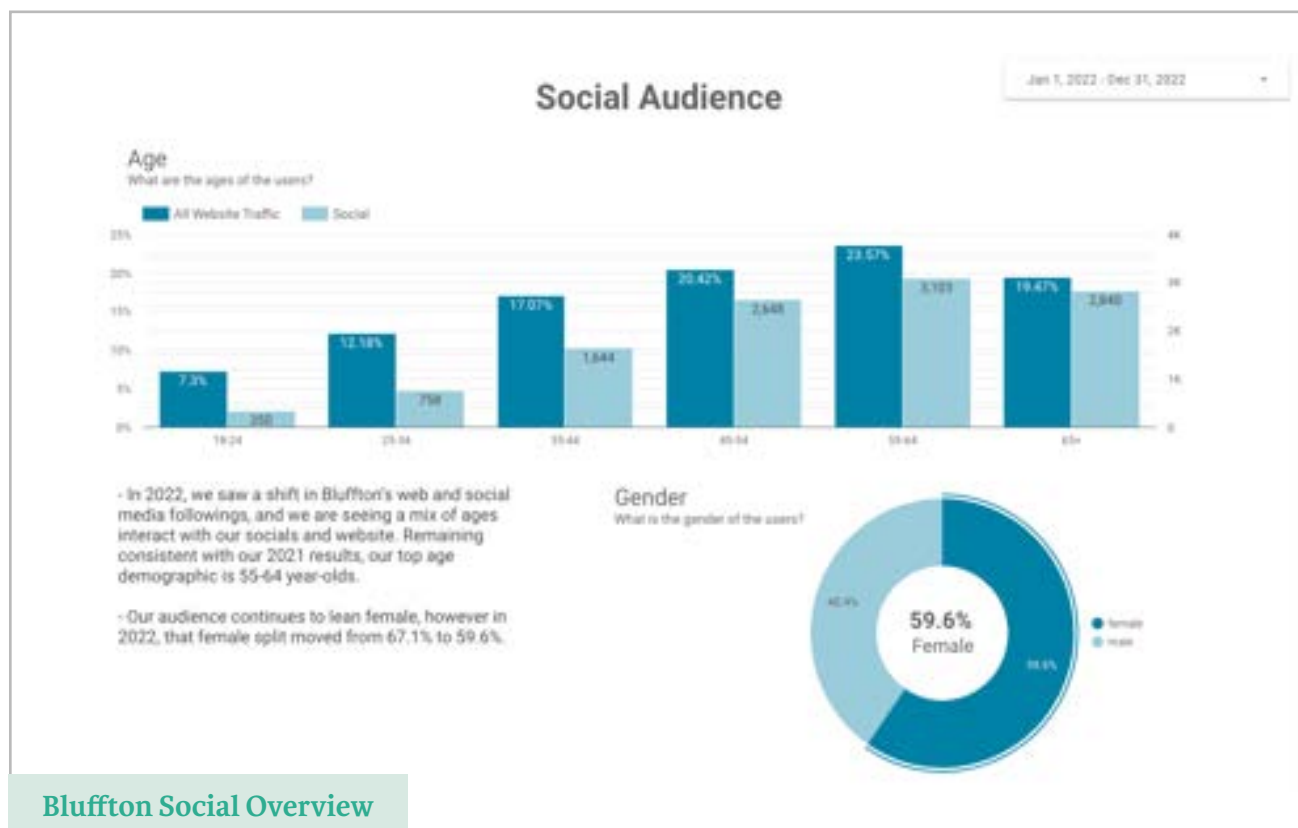 Jan 1, 2022 - Dec 31, 2022
Social Audience
Age
What are the ages of the users?
All Website Traffic
Social
25%
20%
15%
10%
5%
0%
4K
3K
2K
1K
0
7.3%
350
12.18%
758
17.07%
1,644
20.42%
2,648
23.57%
3,103
19.47%
18-24
25-34
35-44
45-54
55-64
65+
- In 2022, we saw a shift in Bluffton's web and social
media followings, and we are seeing a mix of ages
interact with our socials and website. Remaining
consistent with our 2021 results, our top age
demographic is 55-64 year-olds.
- Our audience continues to lean female, however in
2022, that female split moved from 67.1% to 59.6%.
Gender
What is the gender of the users?
40.4%
59.6%
Female
59.6%
female
male
Bluffton Social Overview